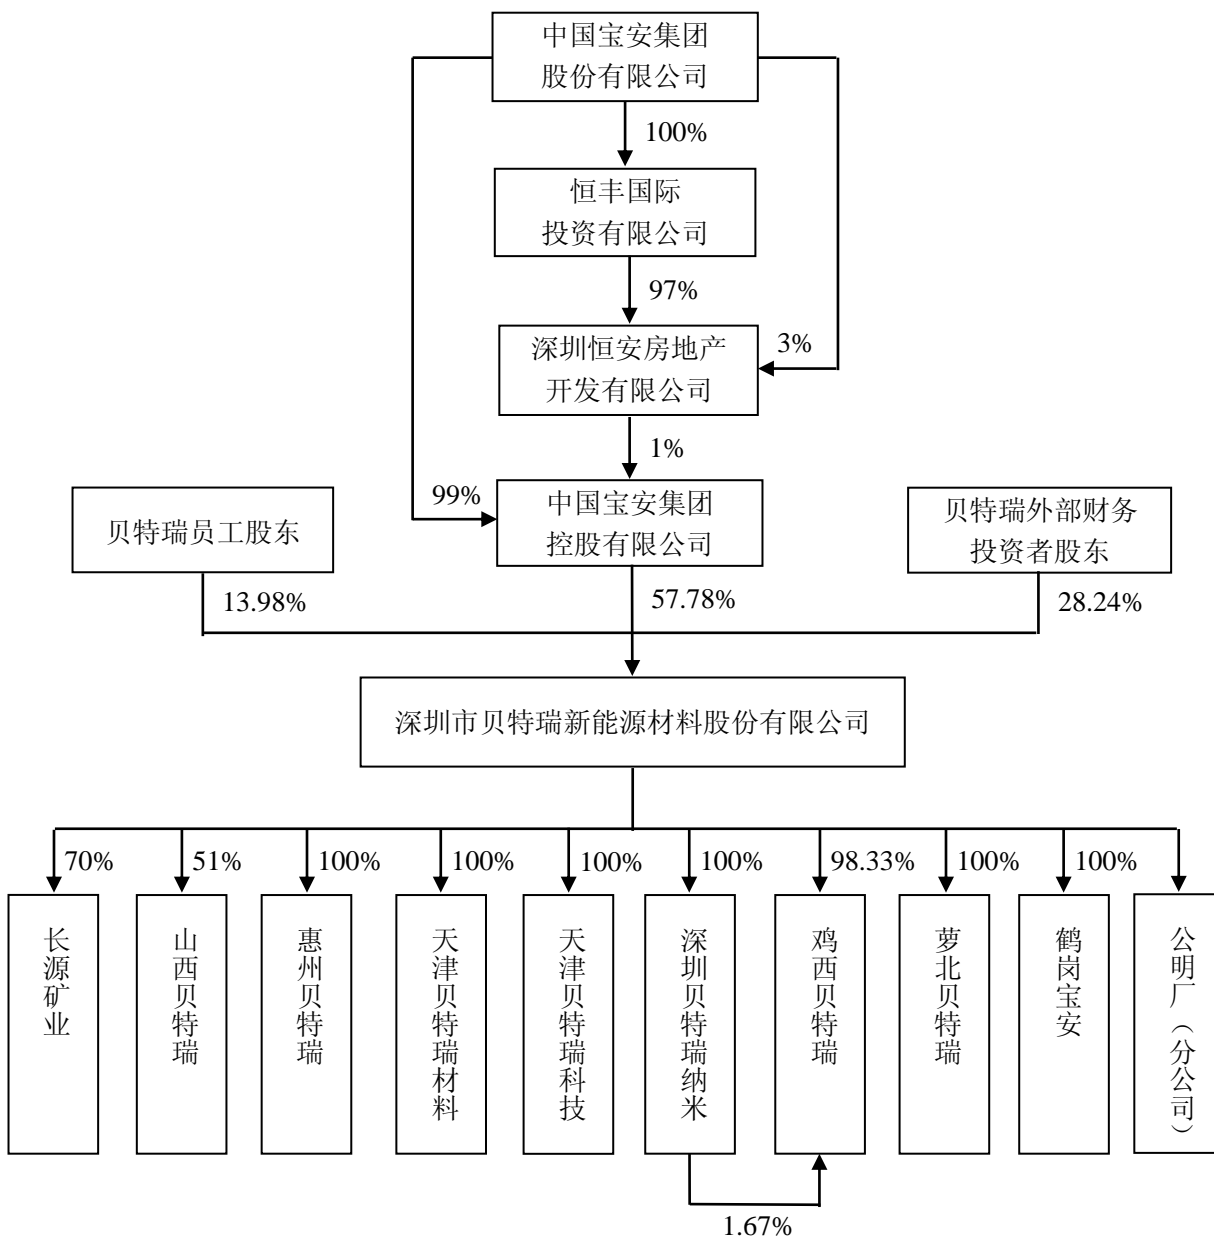 中国宝安集团
股份有限公司
100%
恒丰国际
投资有限公司
97%
深圳恒安房地产
开发有限公司
3%
1%
99%
中国宝安集团
控股有限公司
贝特瑞员工股东
贝特瑞外部财务
投资者股东
13.98%
57.78%
28.24%
深圳市贝特瑞新能源材料股份有限公司
70%
51%
100%
100%
100%
100%
98.33%
100%
100%
长源矿业
山西贝特瑞
惠州贝特瑞
天津贝特瑞材料
天津贝特瑞科技
深圳贝特瑞纳米
鸡西贝特瑞
萝北贝特瑞
鹤岗宝安
公明厂（分公司）
1.67%